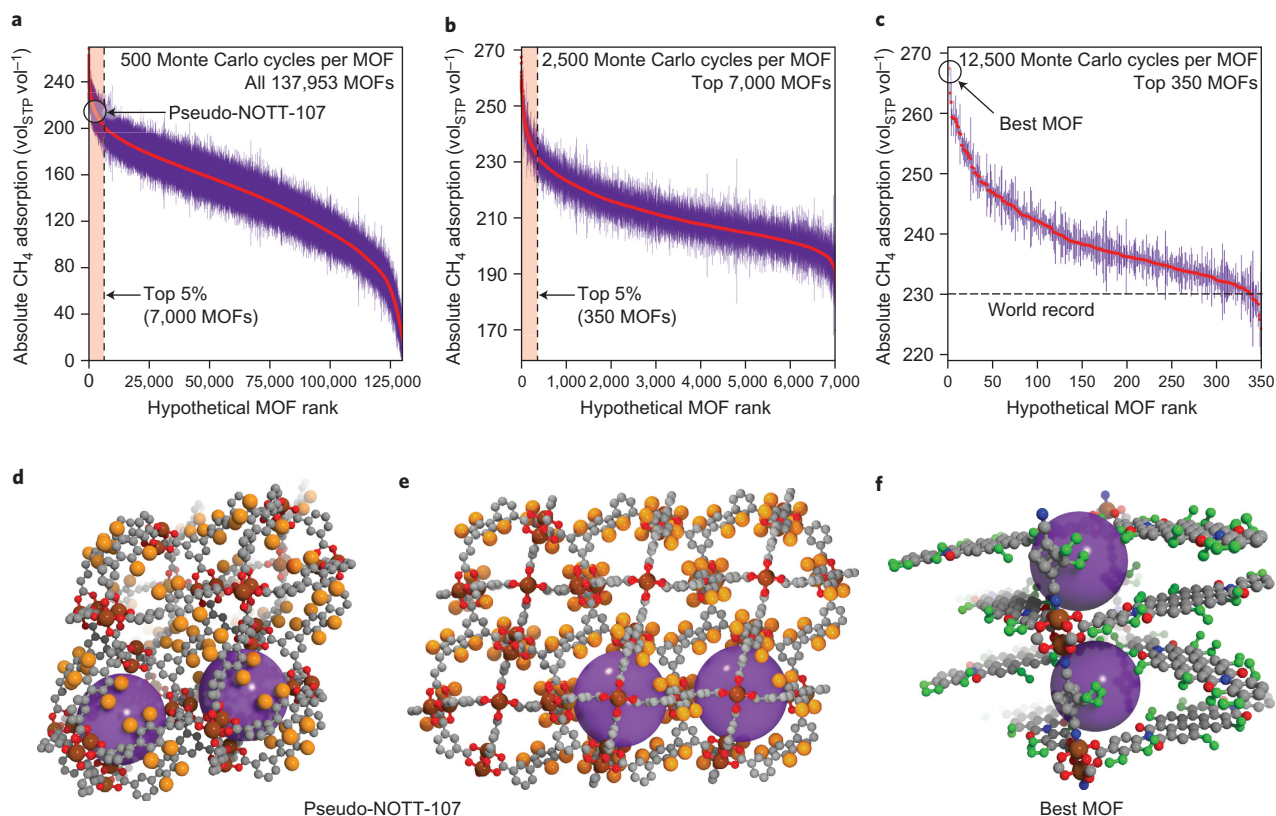 a
500 Monte Carlo cycles per MOF
All 137,953 MOFs
Pseudo-NOTT-107
Top 5%
(7,000 MOFs)
Absolute CH4 adsorption (volSTP vol−1)
240
200
160
120
80
40
0
0 25,000 50,000 75,000 100,000 125,000
Hypothetical MOF rank
b
2,500 Monte Carlo cycles per MOF
Top 7,000 MOFs
Top 5%
(350 MOFs)
Absolute CH4 adsorption (volSTP vol−1)
270
250
230
210
190
170
0 1,000 2,000 3,000 4,000 5,000 6,000 7,000
Hypothetical MOF rank
c
12,500 Monte Carlo cycles per MOF
Top 350 MOFs
Best MOF
World record
Absolute CH4 adsorption (volSTP vol−1)
270
260
250
240
230
220
0 50 100 150 200 250 300 350
Hypothetical MOF rank
d
e
f
Pseudo-NOTT-107
Best MOF